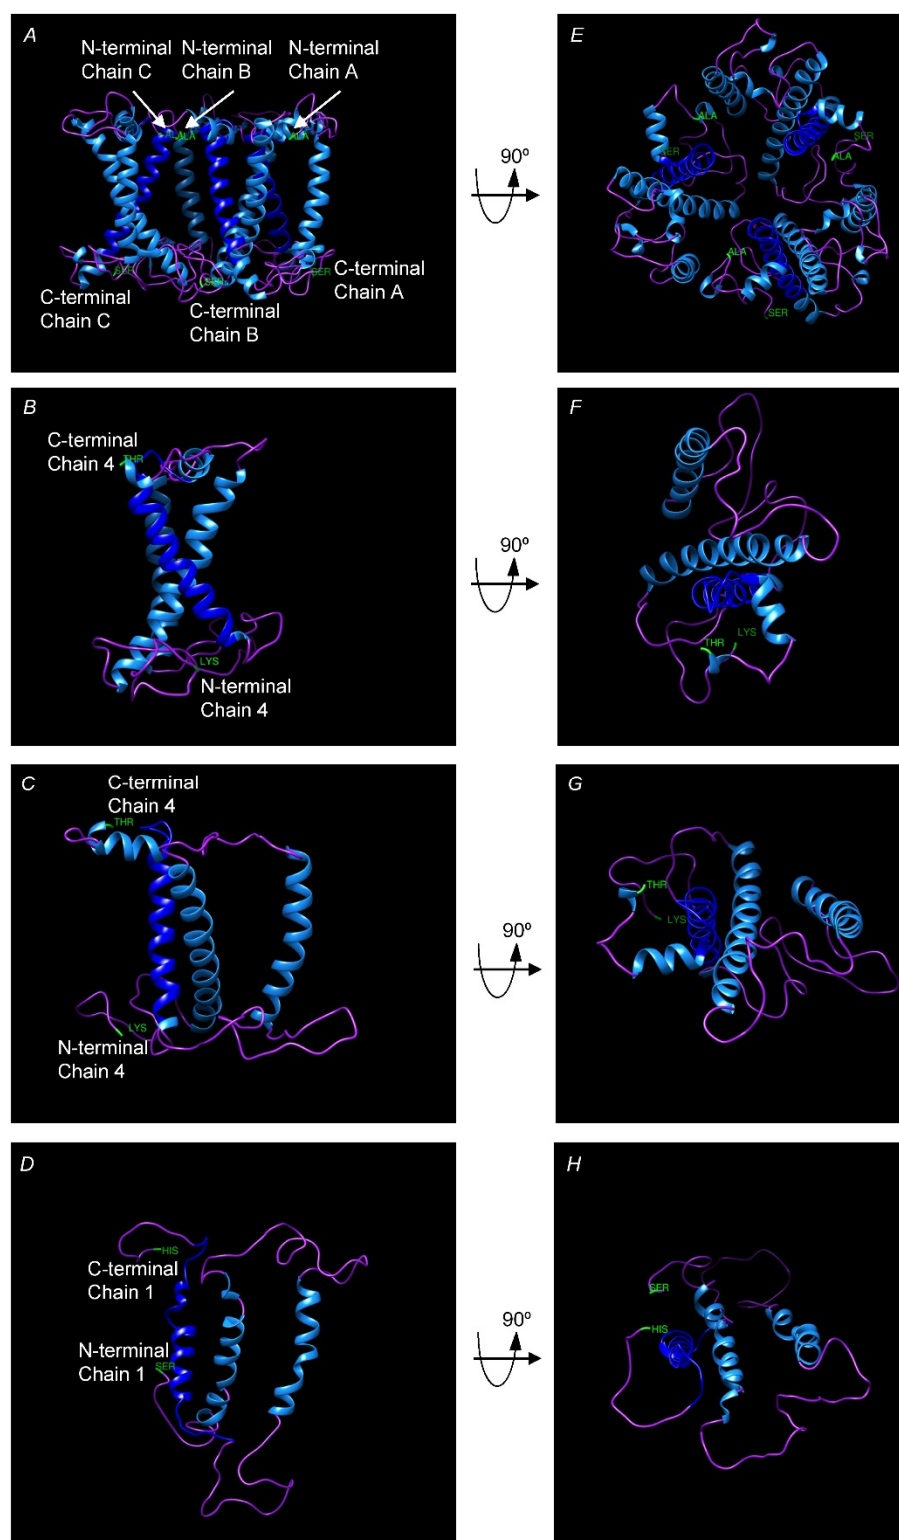 A
N-terminal
Chain C
N-terminal
Chain B
N-terminal
Chain A
ALA
ALA
SER
SER
SER
C-terminal
Chain C
C-terminal
Chain B
C-terminal
Chain A
90º
E
ALA
SER
SER
ALA
ALA
SER
B
C-terminal
Chain 4
THR
LYS
N-terminal
Chain 4
90º
F
THR
LYS
C
C-terminal
Chain 4
THR
LYS
N-terminal
Chain 4
90º
G
THR
LYS
D
HIS
C-terminal
Chain 1
N-terminal
Chain 1
SER
90º
H
SER
HIS